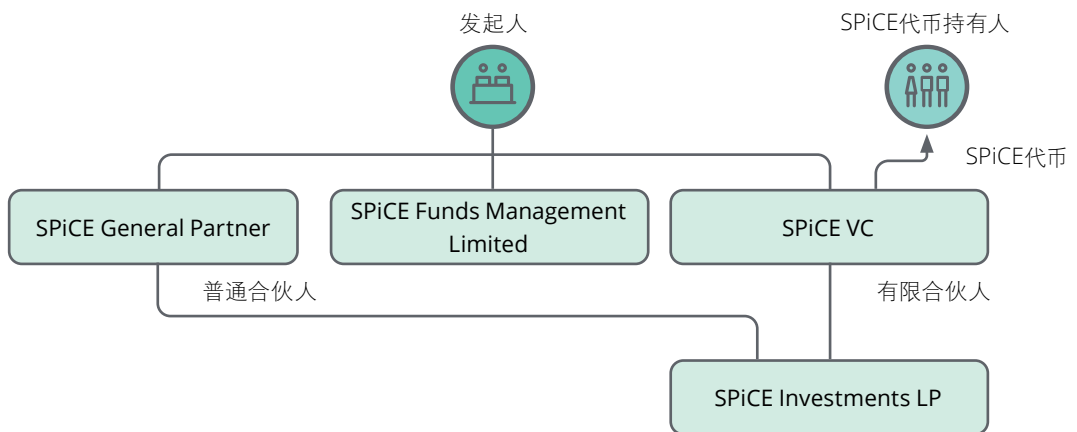 发起人
SPiCE代币持有人
SPiCE代币
SPiCE General Partner
SPiCE Funds Management
Limited
SPiCE VC
普通合伙人
有限合伙人
SPiCE Investments LP